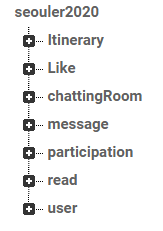 seouler2020
Itinerary
Like
chattingRoom
message
participation
read
user